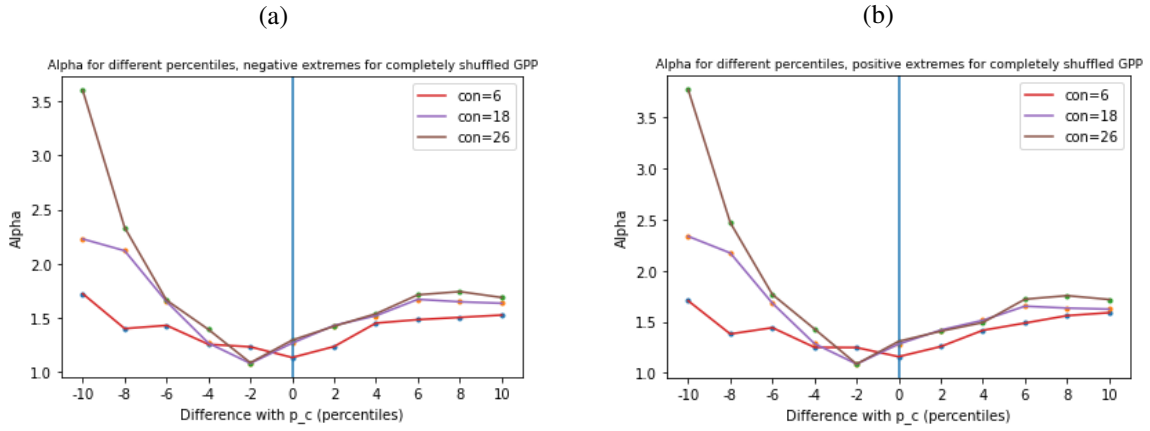 (a)
Alpha for different percentiles, negative extremes for completely shuffled GPP
con=6
con=18
con=26
Alpha
3.5
3.0
2.5
2.0
1.5
1.0
-10 -8 -6 -4 -2 0 2 4 6 8 10
Difference with p_c (percentiles)
(b)
Alpha for different percentiles, positive extremes for completely shuffled GPP
con=6
con=18
con=26
Alpha
3.5
3.0
2.5
2.0
1.5
1.0
-10 -8 -6 -4 -2 0 2 4 6 8 10
Difference with p_c (percentiles)